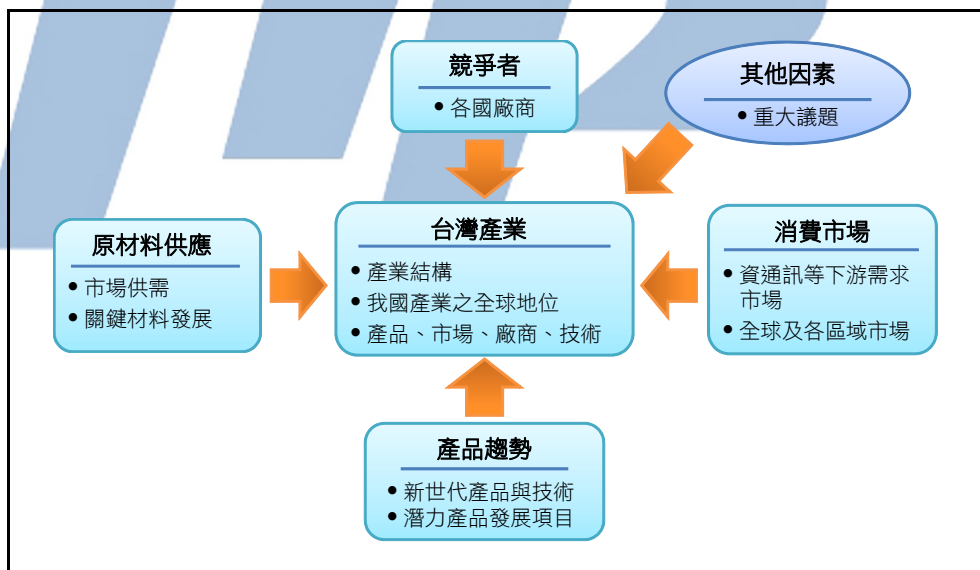 競爭者
• 各國廠商
其他因素
• 重大議題
原材料供應
• 市場供需
• 關鍵材料發展
台灣產業
• 產業結構
• 我國產業之全球地位
• 產品、市場、廠商、技術
消費市場
• 資通訊等下游需求
市場
• 全球及各區域市場
產品趨勢
• 新世代產品與技術
• 潛力產品發展項目